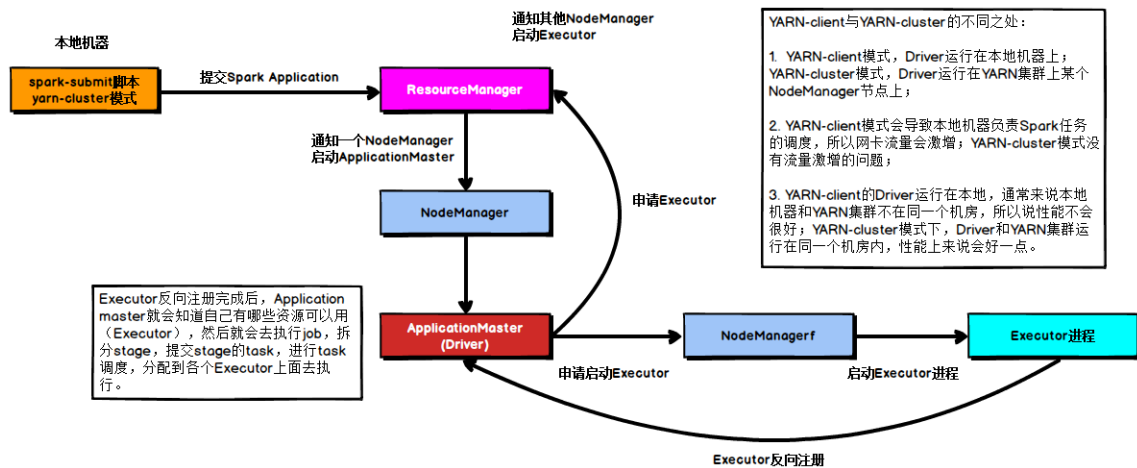 通知其他NodeManager
启动Executor
本地机器
spark-submit脚本
yarn-cluster模式
提交Spark Application
ResourceManager
通知一个NodeManager
启动ApplicationMaster
NodeManager
申请Executor
YARN-client与YARN-cluster的不同之处：
1. YARN-client模式，Driver运行在本地机器上；
YARN-cluster模式，Driver运行在YARN集群上某个
NodeManager节点上；
2. YARN-client模式会导致本地机器负责Spark任务
的调度，所以网卡流量会激增；YARN-cluster模式没
有流量激增的问题；
3. YARN-client的Driver运行在本地，通常来说本地
机器和YARN集群不在同一个机房，所以说性能不会
很好；YARN-cluster模式下，Driver和YARN集群运
行在同一个机房内，性能上来说会好一点。
Executor反向注册完成后，Application
master就会知道自己有哪些资源可以用
（Executor），然后就会去执行job，拆
分stage，提交stage的task，进行task
调度，分配到各个Executor上面去执
行。
ApplicationMaster
(Driver)
申请启动Executor
NodeManagerf
启动Executor进程
Executor进程
Executor反向注册